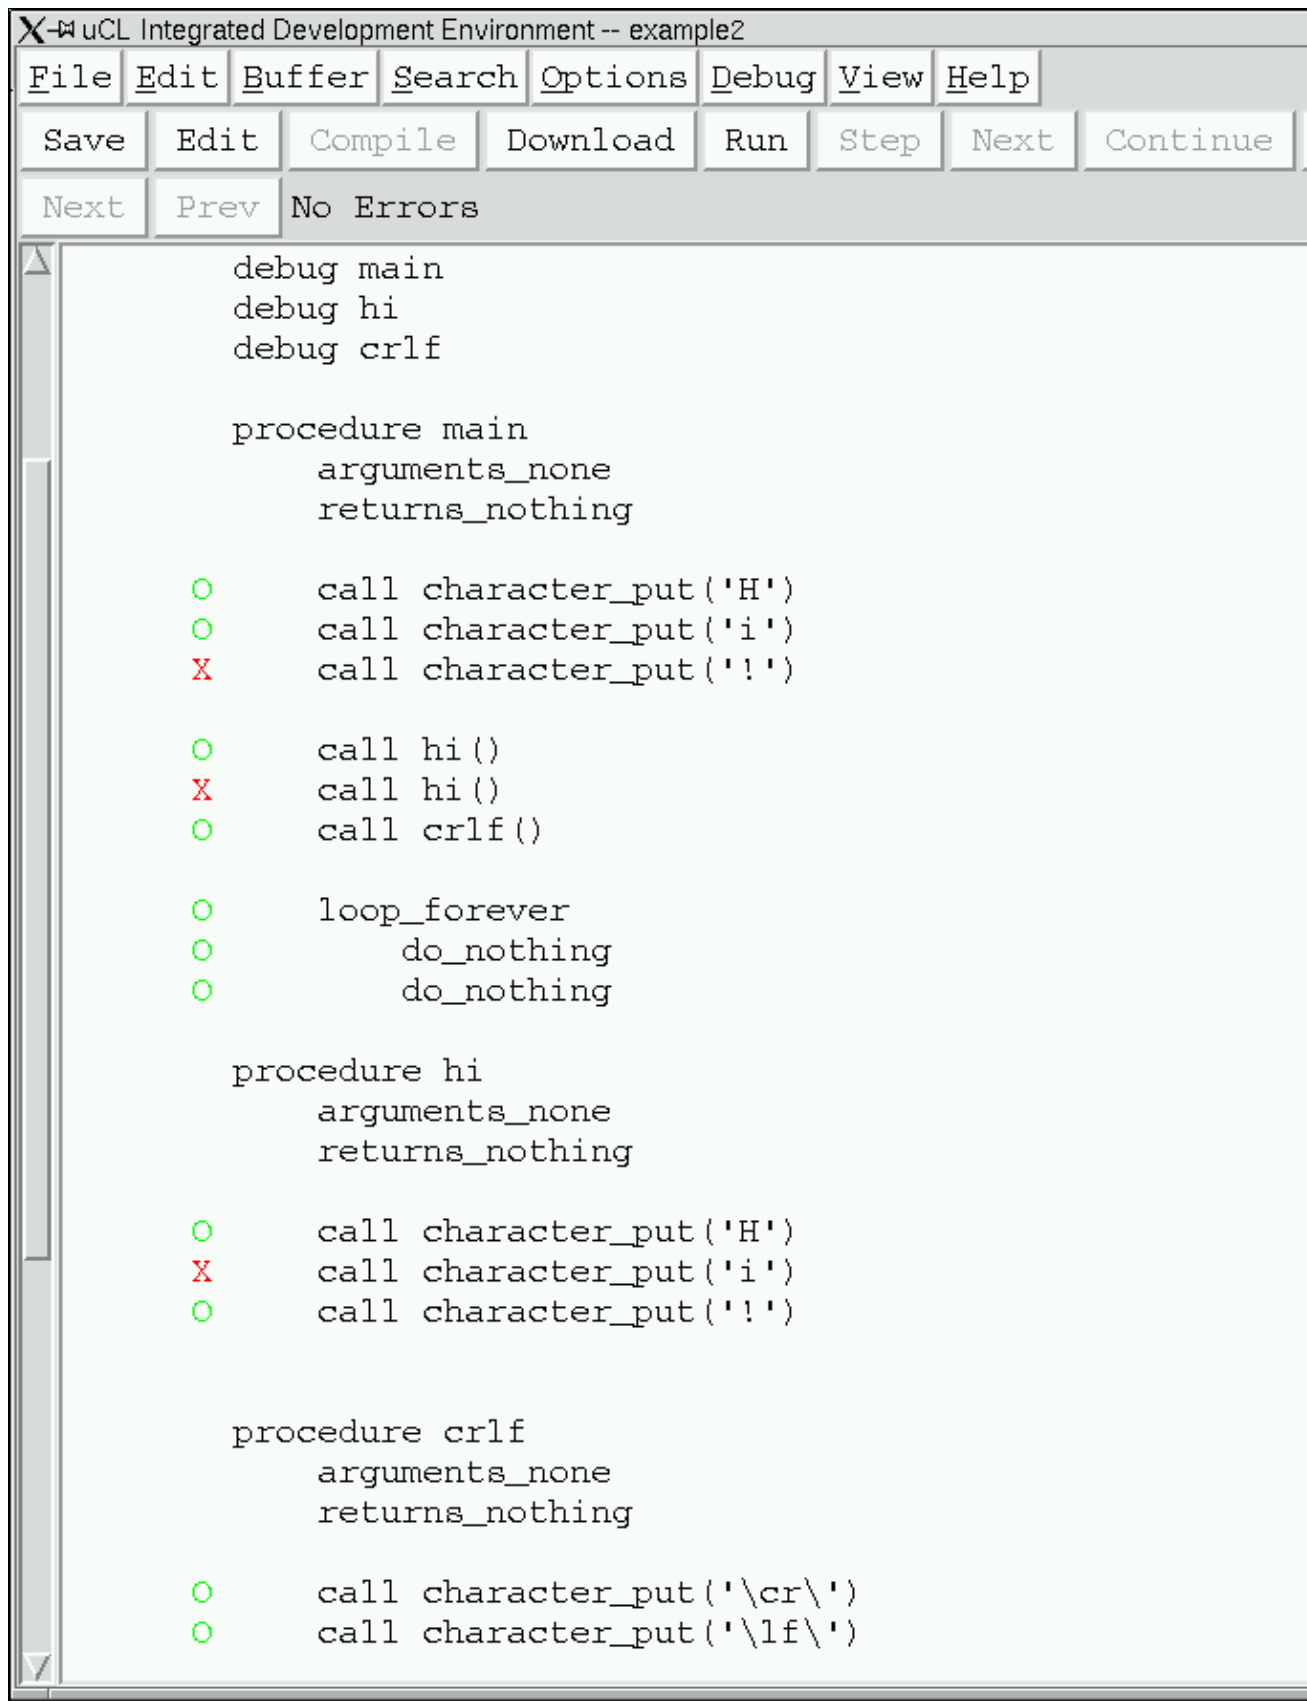 X uCL Integrated Development Environment -- example2
File Edit Buffer Search Options Debug View Help
Save Edit Compile Download Run Step Next Continue
Next Prev No Errors
debug main
debug hi
debug crlf
procedure main
arguments_none
returns_nothing
O call character_put('H')
O call character_put('i')
X call character_put('!')
O call hi()
X call hi()
O call crlf()
O loop_forever
O do_nothing
O do_nothing
procedure hi
arguments_none
returns_nothing
O call character_put('H')
X call character_put('i')
O call character_put('!')
procedure crlf
arguments_none
returns_nothing
O call character_put('\cr\')
O call character_put('\lf\')